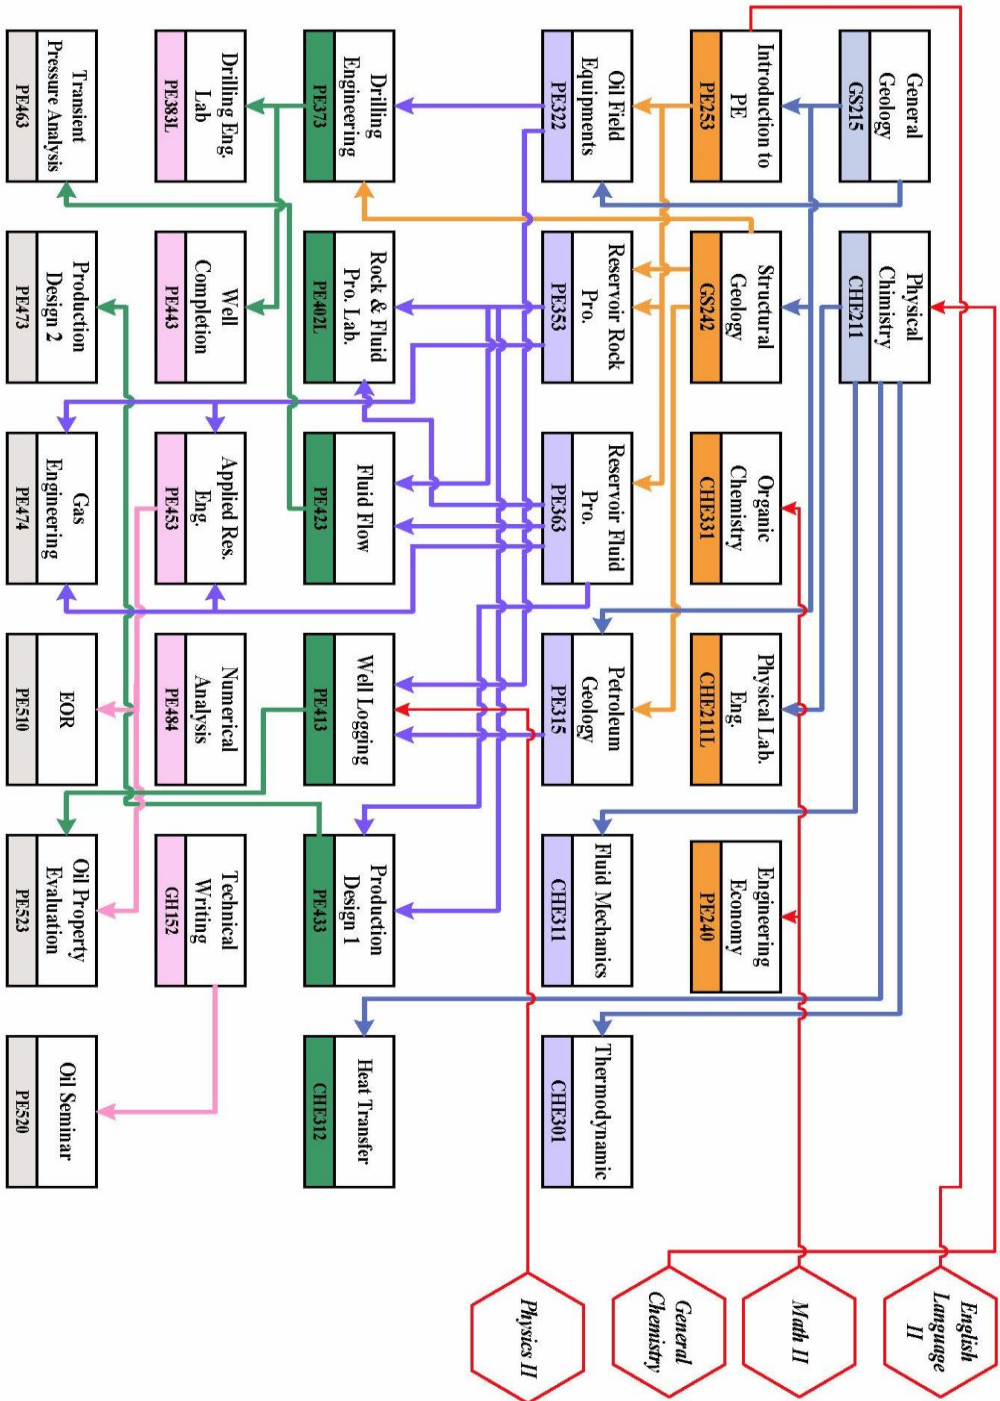 General
Geology
GS215
Physical
Chimistry
CHE211
English
Language
II
Introduction to
PE
PE253
Structural
Geology
GS242
Organic
Chemistry
CHE331
Physical Lab.
Eng.
CHE211L
Engineering
Economy
PE240
Math II
Oil Field
Equipments
PE322
Reservoir Rock
Pro.
PE353
Reservoir Fluid
Pro.
PE363
Petroleum
Geology
PE315
Fluid Mechanics
CHE311
Thermodynamic
CHE301
General
Chemistry
Physics II
Drilling
Engineering
PE373
Rock & Fluid
Pro. Lab.
PE402L
Fluid Flow
PE423
Well Logging
PE413
Production
Design 1
PE433
Heat Transfer
CHE312
Drilling Eng.
Lab
PE383L
Well
Completion
PE443
Applied Res.
Eng.
PE453
Numerical
Analysis
PE484
Technical
Writing
GH152
Transient
Pressure Analysis
PE463
Production
Design 2
PE473
Gas
Engineering
PE474
EOR
PE510
Oil Property
Evaluation
PE523
Oil Seminar
PE520